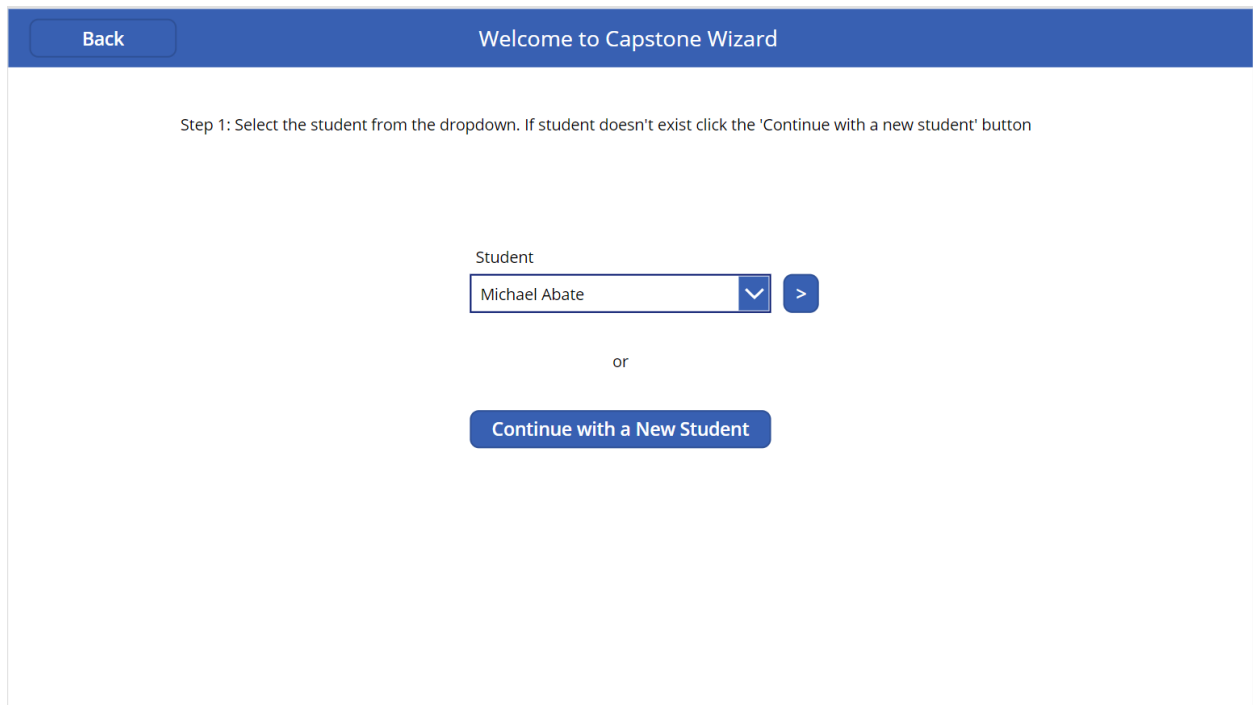 Back
Welcome to Capstone Wizard
Step 1: Select the student from the dropdown. If student doesn't exist click the 'Continue with a new student' button
Student
Michael Abate
>
or
Continue with a New Student